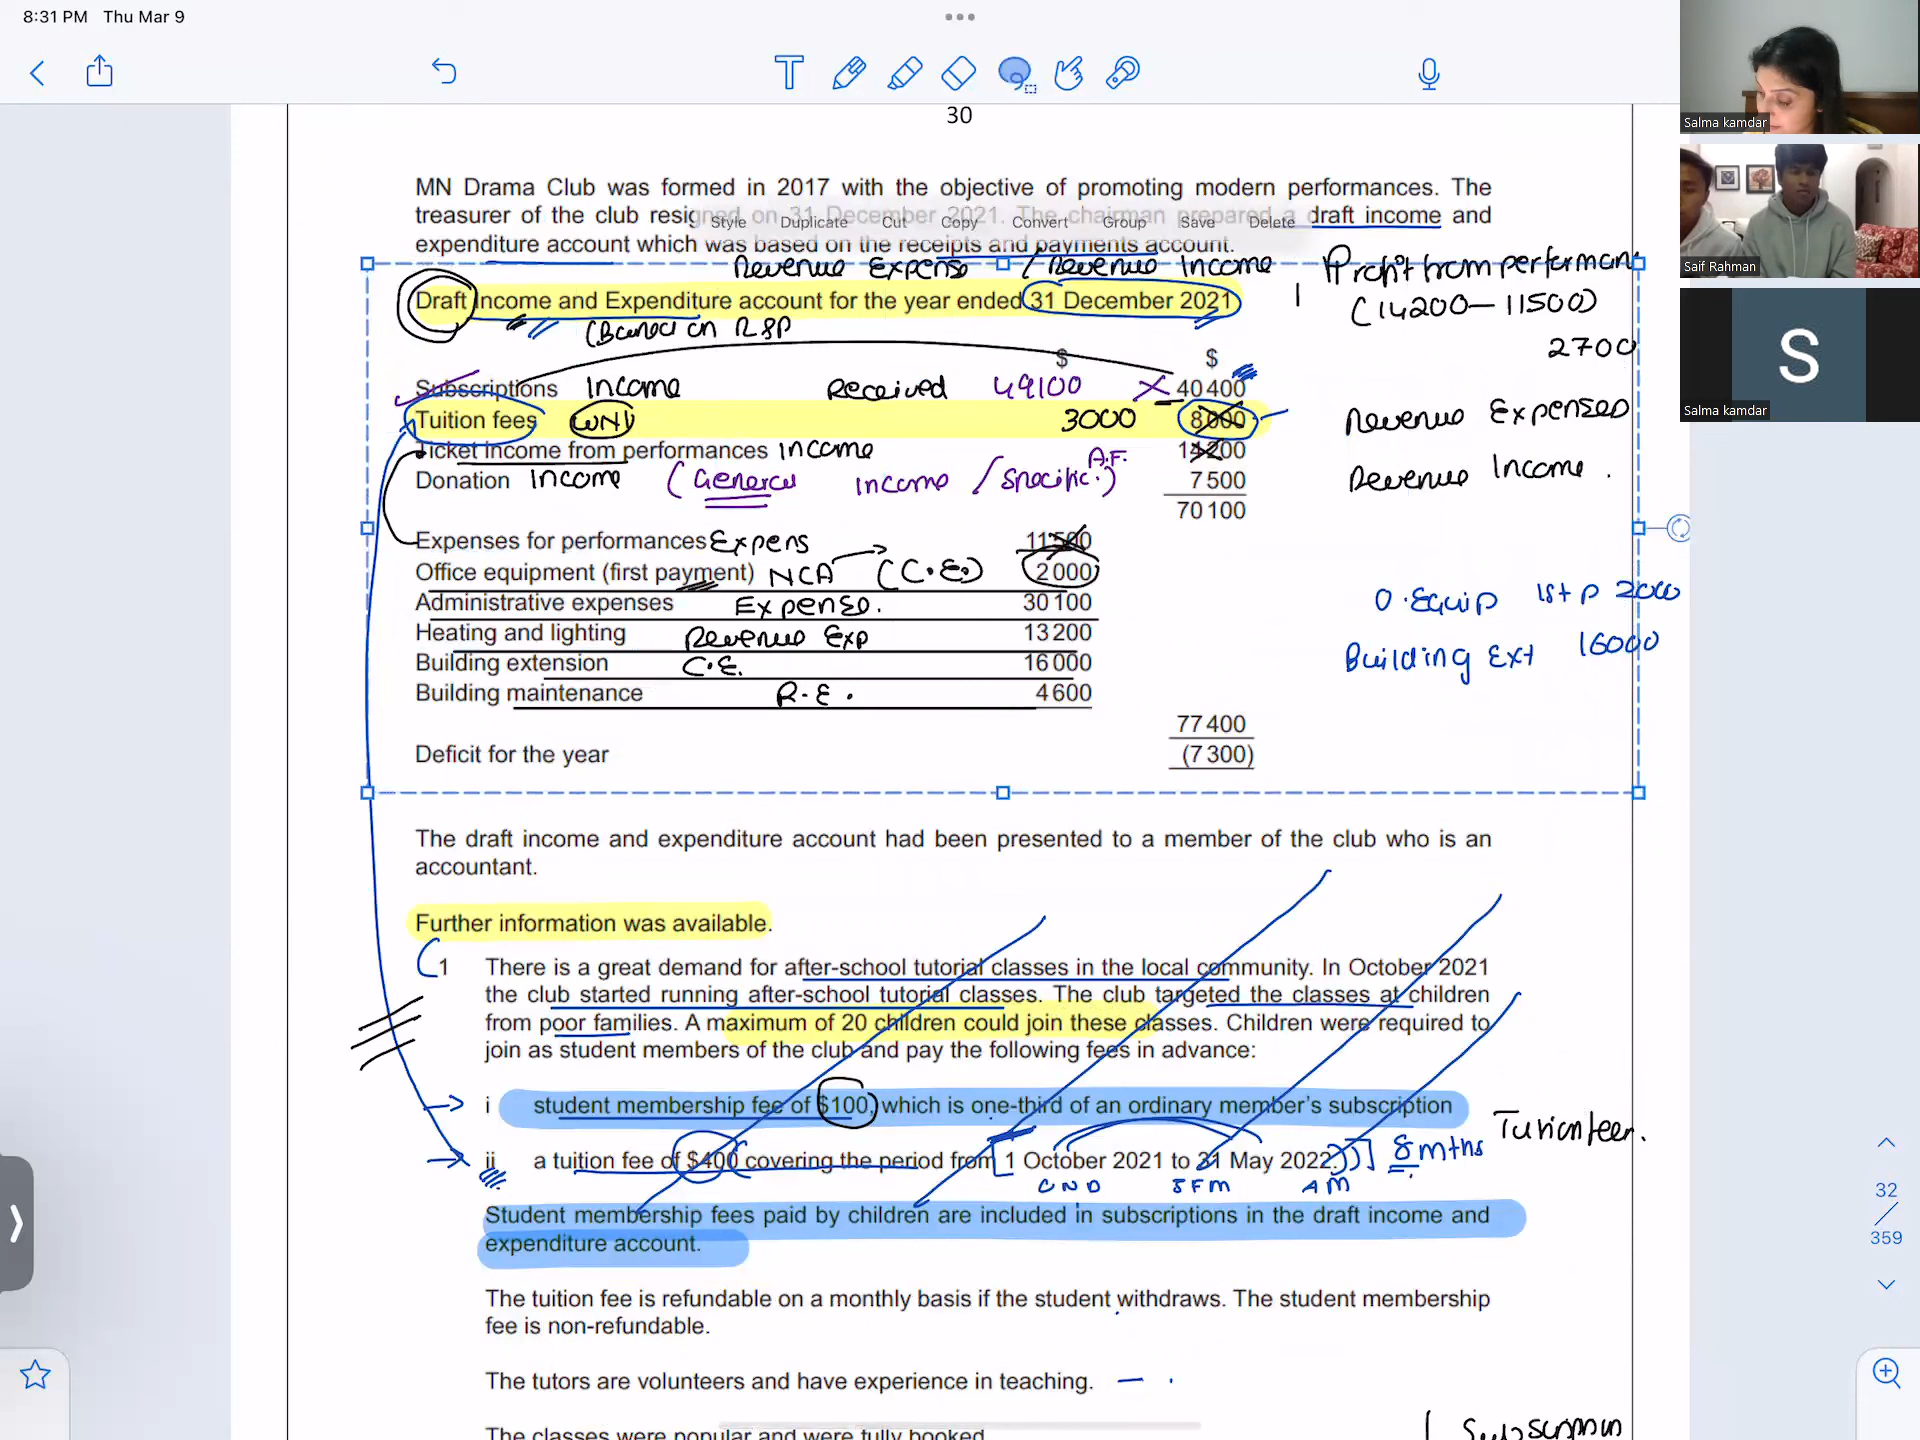 8:31 PM Thu Mar 9
T
30
Salma kamdar
Saif Rahman
S
Salma kamdar
MN Drama Club was formed in 2017 with the objective of promoting modern performances. The
treasurer of the club resigned on 31 December 2021. The chairman prepared a draft income and
Style Duplicate Cut Copy Convert Group Save Delete
expenditure account which was based on the receipts and payments account.
Revenue Expense / Revenue Income
Profit from performan
Draft Income and Expenditure account for the year ended 31 December 2021
(14200-11500)
(Based on R&P
2700
$ $
Subscriptions Income Received 49100 X 40 400
Tuition fees 3000 8 000
Revenue Expenses
Ticket income from performances Income 14 200
A.F.
Donation Income (General Income / Specific.) 7 500
Revenue Income.
70 100
Expenses for performances Expens 11 500
Office equipment (first payment) NCA (C.E.) 2 000
O.Equip 1st p 2000
Administrative expenses Expense. 30 100
Heating and lighting Revenue Exp 13 200
Building Ext 16000
Building extension C.E. 16 000
Building maintenance R.E. 4 600
77 400
Deficit for the year (7 300)
The draft income and expenditure account had been presented to a member of the club who is an
accountant.
Further information was available.
1 There is a great demand for after-school tutorial classes in the local community. In October 2021
the club started running after-school tutorial classes. The club targeted the classes at children
from poor families. A maximum of 20 children could join these classes. Children were required to
join as student members of the club and pay the following fees in advance:
i student membership fee of $100, which is one-third of an ordinary member's subscription
ii a tuition fee of $400 covering the period from 1 October 2021 to 31 May 2022. 8 mths
O N D J F M A M
Student membership fees paid by children are included in subscriptions in the draft income and
expenditure account.
The tuition fee is refundable on a monthly basis if the student withdraws. The student membership
fee is non-refundable.
The tutors are volunteers and have experience in teaching.
The classes were popular and were fully booked
32
359